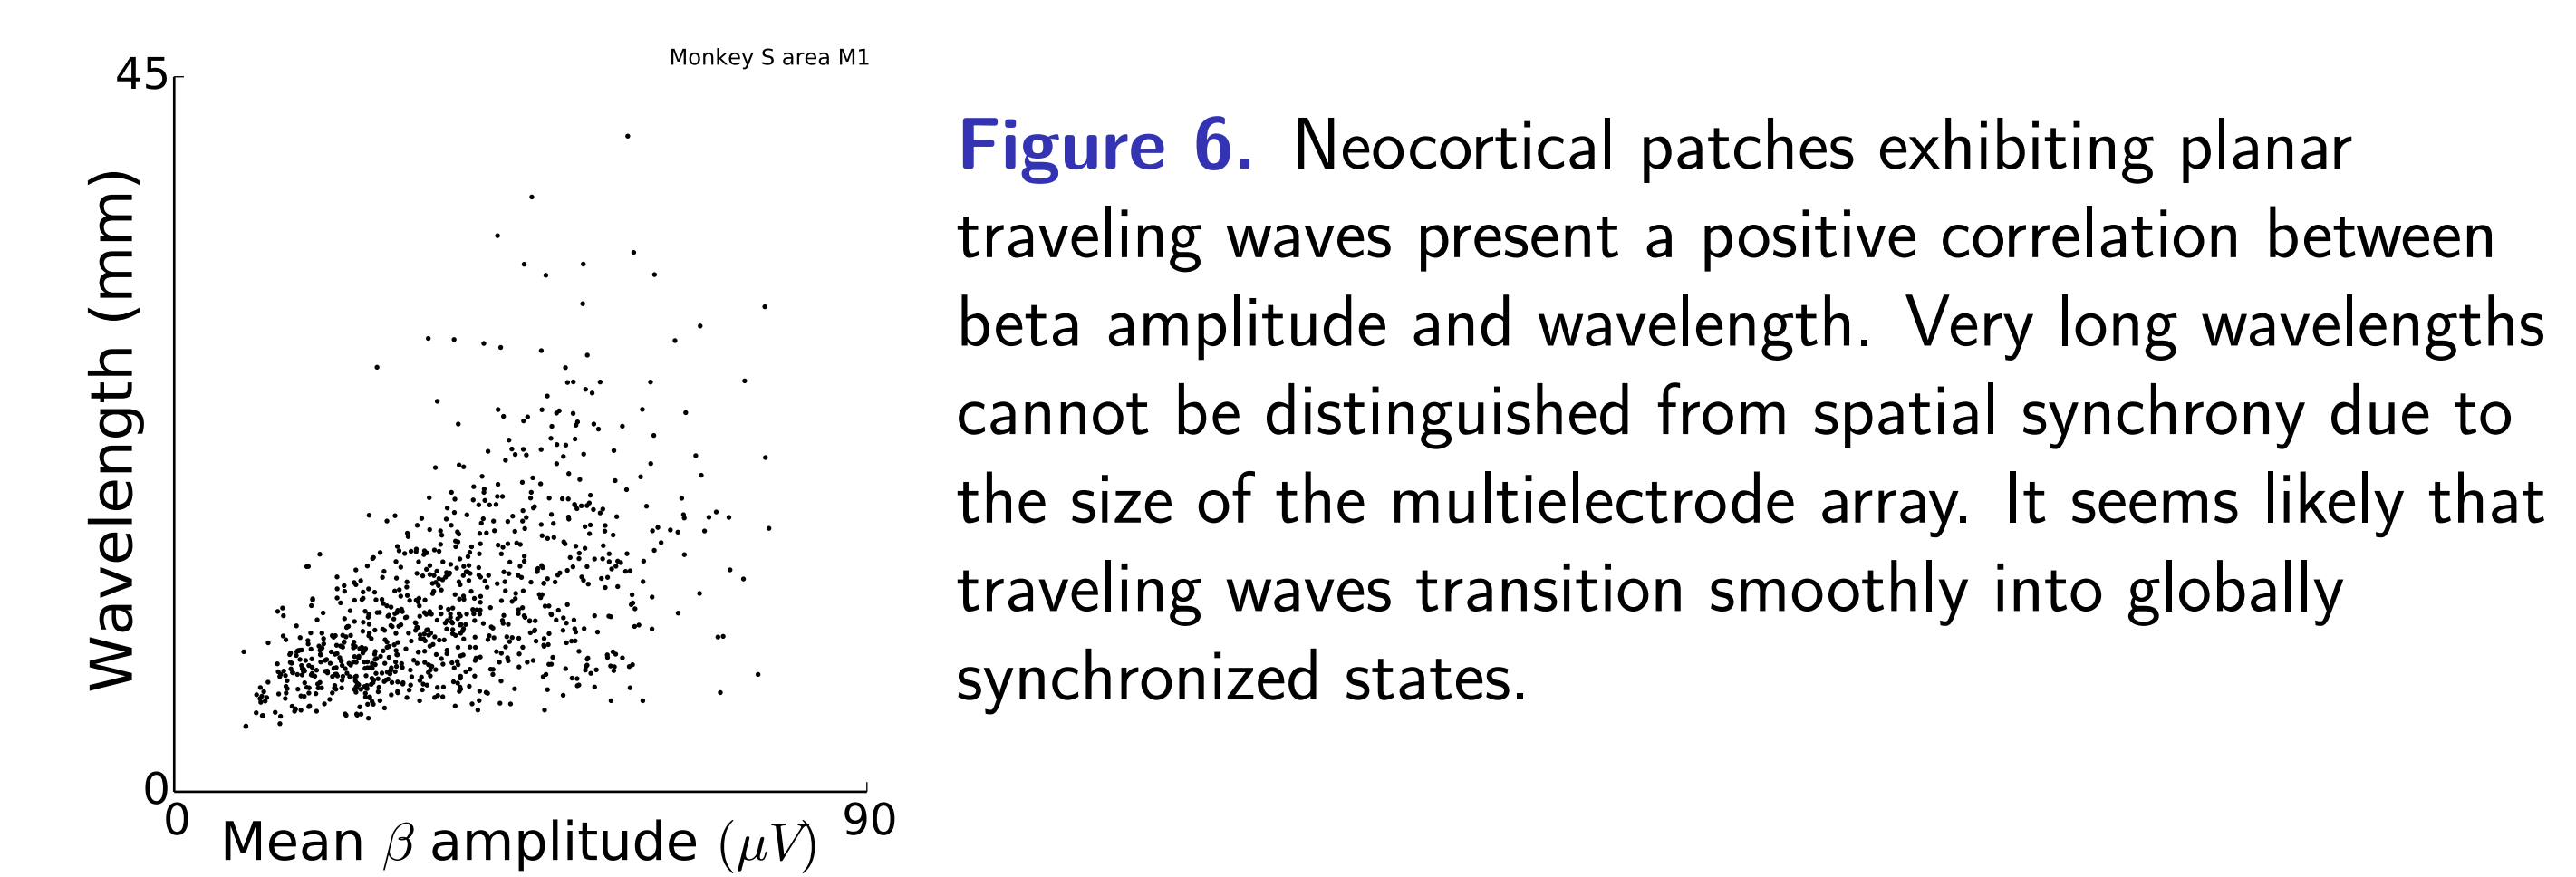 Monkey S area M1
45
Wavelength (mm)
0
0
90
Mean β amplitude (μV)
Figure 6. Neocortical patches exhibiting planar
traveling waves present a positive correlation between
beta amplitude and wavelength. Very long wavelengths
cannot be distinguished from spatial synchrony due to
the size of the multielectrode array. It seems likely that
traveling waves transition smoothly into globally
synchronized states.